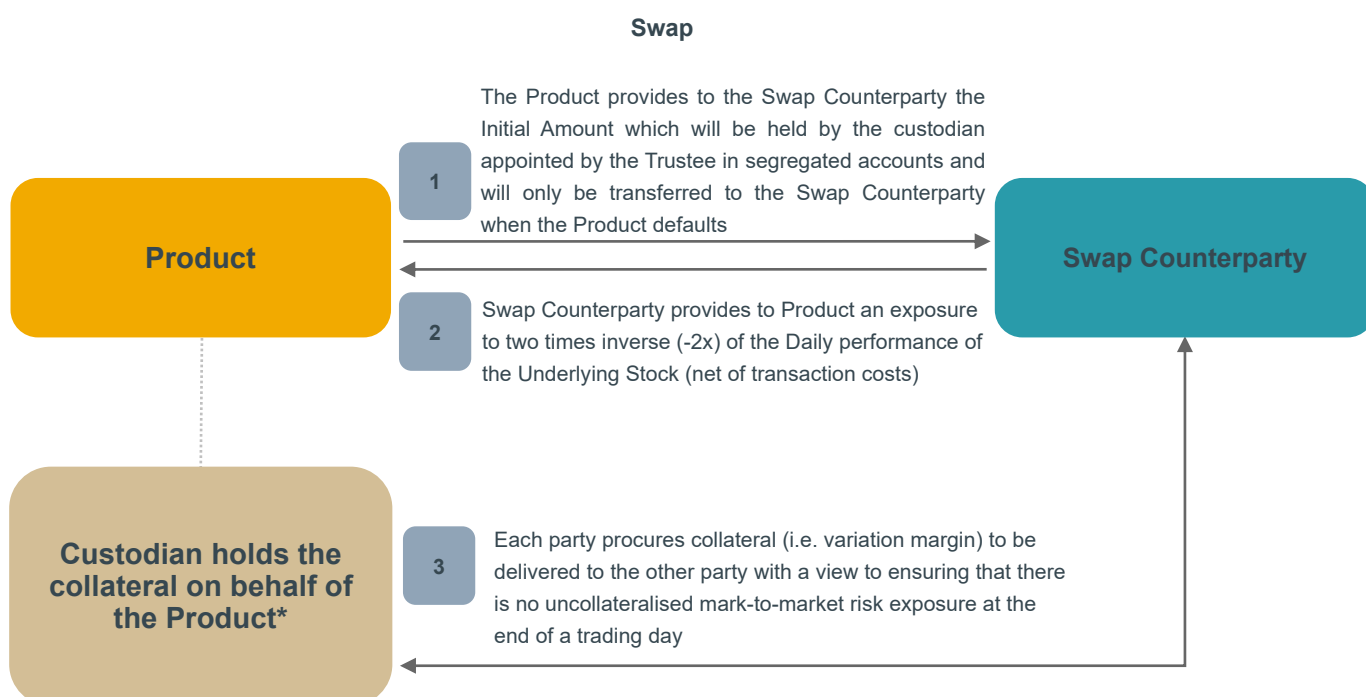 Swap
The Product provides to the Swap Counterparty the
Initial Amount which will be held by the custodian
appointed by the Trustee in segregated accounts and
will only be transferred to the Swap Counterparty
when the Product defaults
1
Product
Swap Counterparty
2
Swap Counterparty provides to Product an exposure
to two times inverse (-2x) of the Daily performance of
the Underlying Stock (net of transaction costs)
Custodian holds the
collateral on behalf of
the Product*
3
Each party procures collateral (i.e. variation margin) to be
delivered to the other party with a view to ensuring that there
is no uncollateralised mark-to-market risk exposure at the
end of a trading day